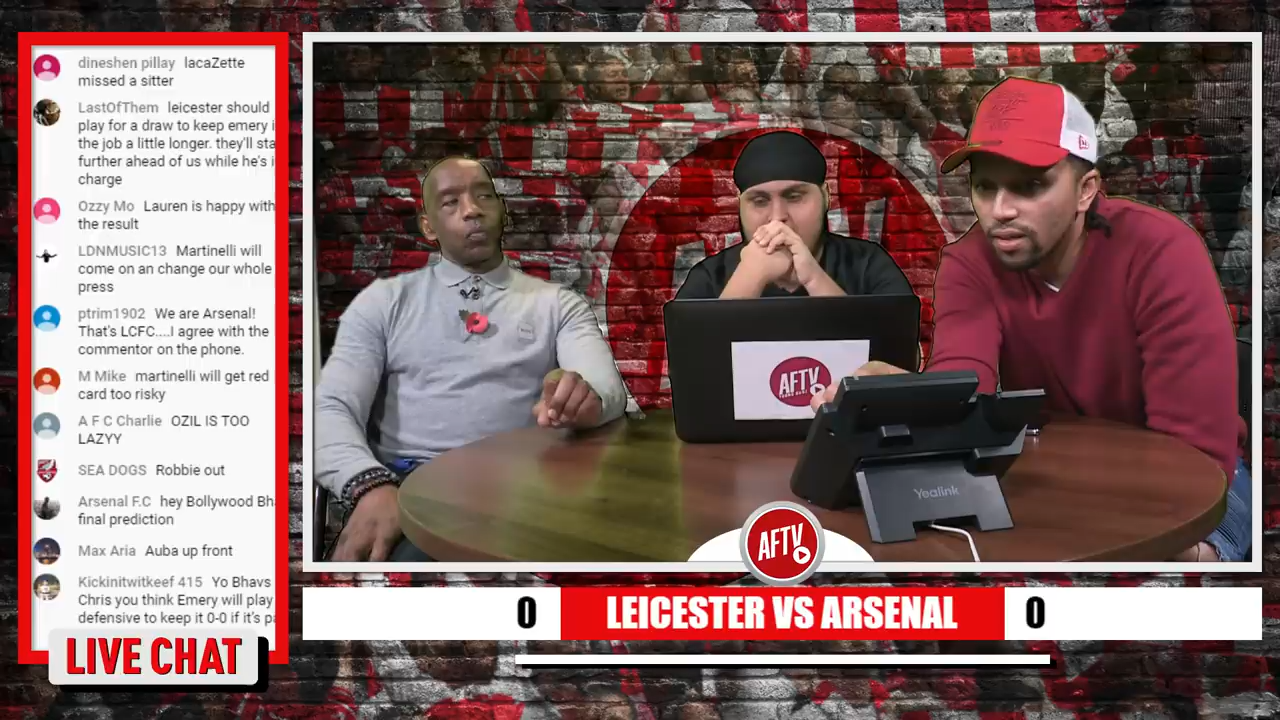 dineshen pillay lacaZette
missed a sitter
LastOfThem leicester should
play for a draw to keep emery i
the job a little longer. they'll sta
further ahead of us while he's i
charge
Ozzy Mo Lauren is happy with
the result
LDNMUSIC13 Martinelli will
come on an change our whole
press
ptrim1902 We are Arsenal!
That's LCFC....I agree with the
commentor on the phone.
M Mike martinelli will get red
card too risky
A F C Charlie OZIL IS TOO
LAZYY
SEA DOGS Robbie out
Arsenal F.C hey Bollywood Bh
final prediction
Max Aria Auba up front
Kickinitwitkeef 415 Yo Bhavs
Chris you think Emery will play
defensive to keep it 0-0 if it's pa
LIVE CHAT
AFTV
Yealink
AFTV
0 LEICESTER VS ARSENAL 0